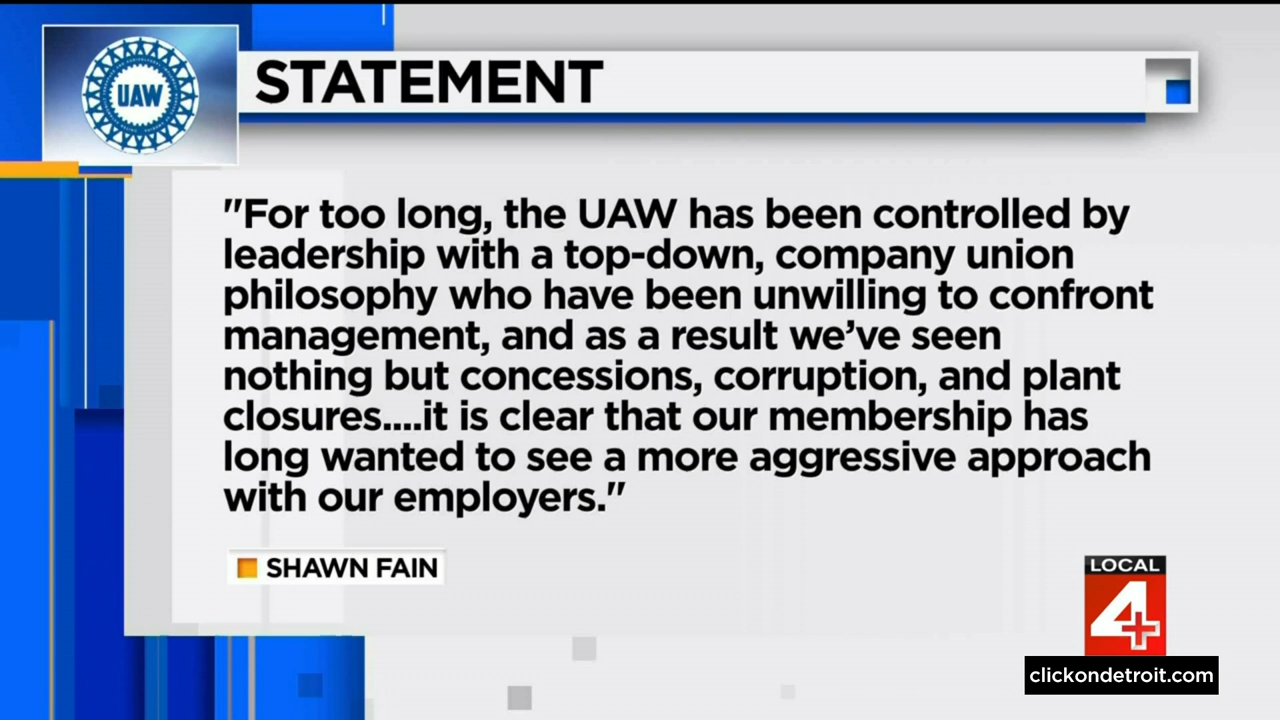 UAW
STATEMENT
"For too long, the UAW has been controlled by
leadership with a top-down, company union
philosophy who have been unwilling to confront
management, and as a result we’ve seen
nothing but concessions, corruption, and plant
closures....it is clear that our membership has
long wanted to see a more aggressive approach
with our employers."
SHAWN FAIN
LOCAL
4+
clickondetroit.com